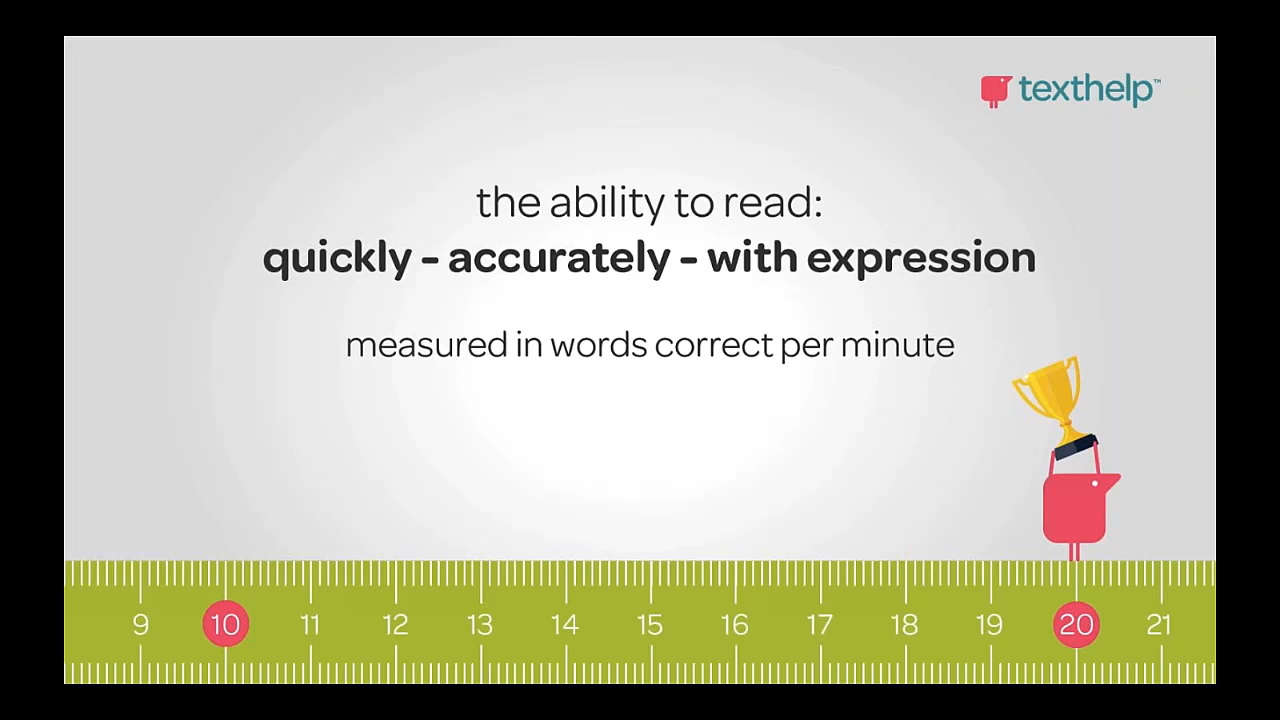 texthelp™
the ability to read:
quickly - accurately - with expression
measured in words correct per minute
9 10 11 12 13 14 15 16 17 18 19 20 21